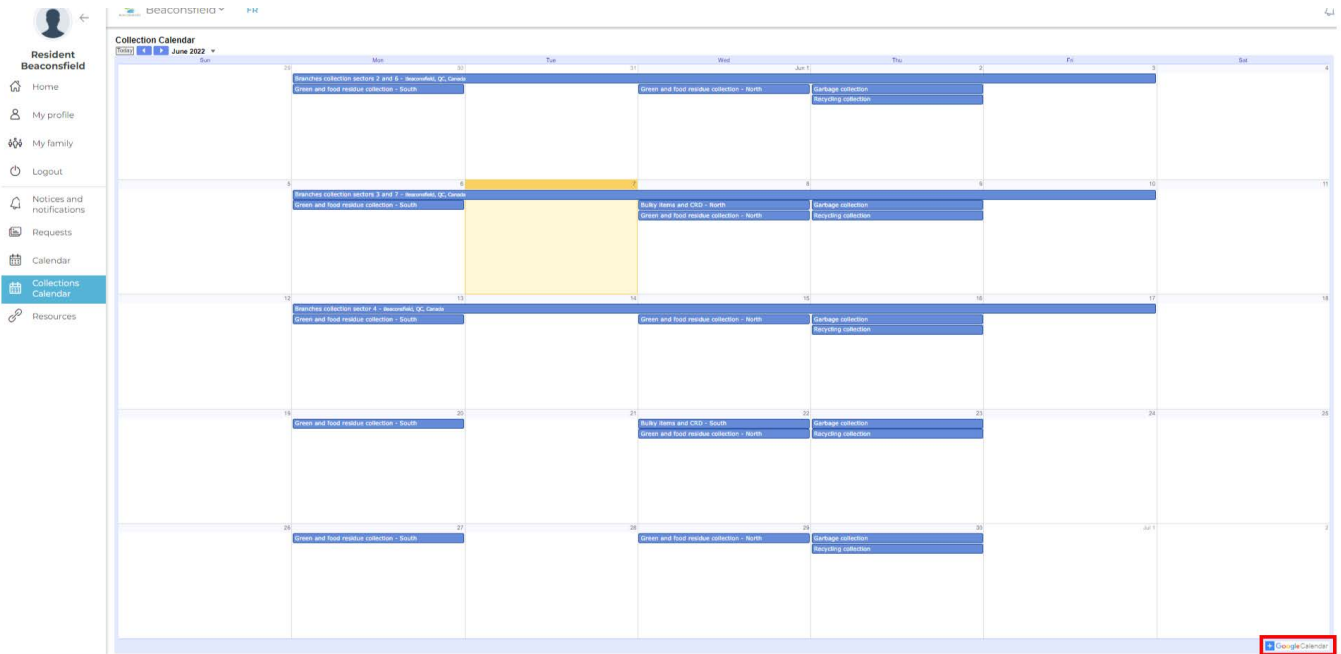 Beaconsfield
FR
Resident
Beaconsfield
Home
My profile
My family
Logout
Notices and
notifications
Requests
Calendar
Collections
Calendar
Resources
Collection Calendar
Today
June 2022
Sun Mon Tue Wed Thu Fri Sat
29 30 31 Jun 1 2 3 4
Branches collection sectors 2 and 6 - Beaconsfield, QC, Canada
Green and food residue collection - South
Green and food residue collection - North
Garbage collection
Recycling collection
5 6 7 8 9 10 11
Branches collection sectors 3 and 7 - Beaconsfield, QC, Canada
Green and food residue collection - South
Bulky items and CRD - North
Garbage collection
Green and food residue collection - North
Recycling collection
12 13 14 15 16 17 18
Branches collection sector 4 - Beaconsfield, QC, Canada
Green and food residue collection - South
Green and food residue collection - North
Garbage collection
Recycling collection
19 20 21 22 23 24 25
Green and food residue collection - South
Bulky items and CRD - South
Garbage collection
Green and food residue collection - North
Recycling collection
26 27 28 29 30 Jul 1 2
Green and food residue collection - South
Green and food residue collection - North
Garbage collection
Recycling collection
Google Calendar